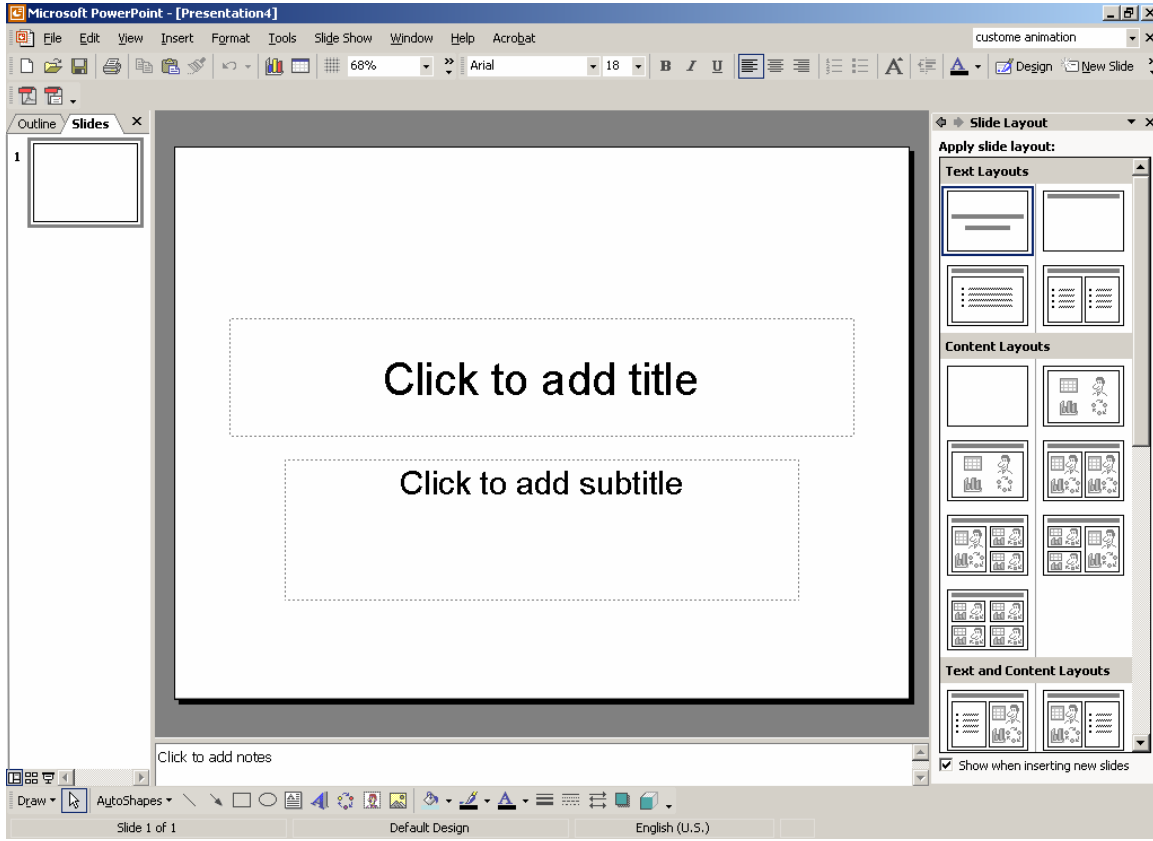 Microsoft PowerPoint - [Presentation4]
File Edit View Insert Format Tools Slide Show Window Help Acrobat custome animation
68% Arial 18 B I U A A Design New Slide
Outline Slides
Slide Layout
Apply slide layout:
1
Text Layouts
Content Layouts
Click to add title
Click to add subtitle
Text and Content Layouts
Click to add notes
Show when inserting new slides
Draw AutoShapes A A
Slide 1 of 1 Default Design English (U.S.)